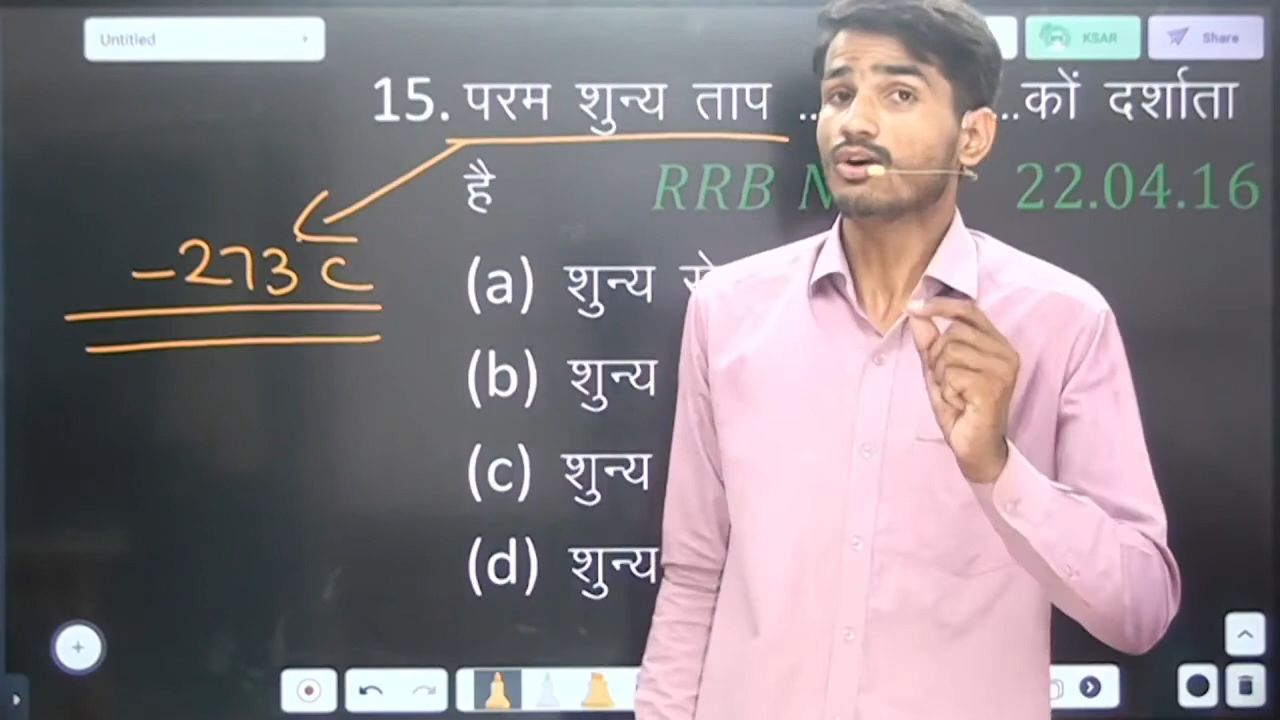 Untitled
KSAR
Share
15. परम शुन्य ताप .. ..कों दर्शाता
है RRB 22.04.16
-273 C
(a) शुन्य
(b) शुन्य
(c) शुन्य
(d) शुन्य